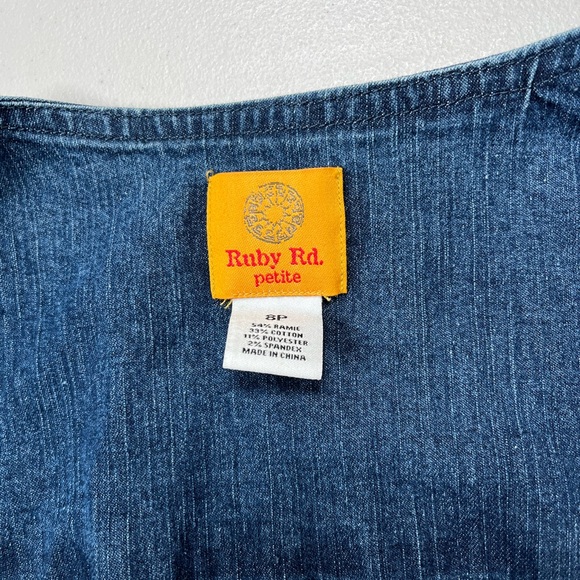 Ruby Rd.
petite
8P
54% RAMIE
33% COTTON
11% POLYESTER
2% SPANDEX
MADE IN CHINA